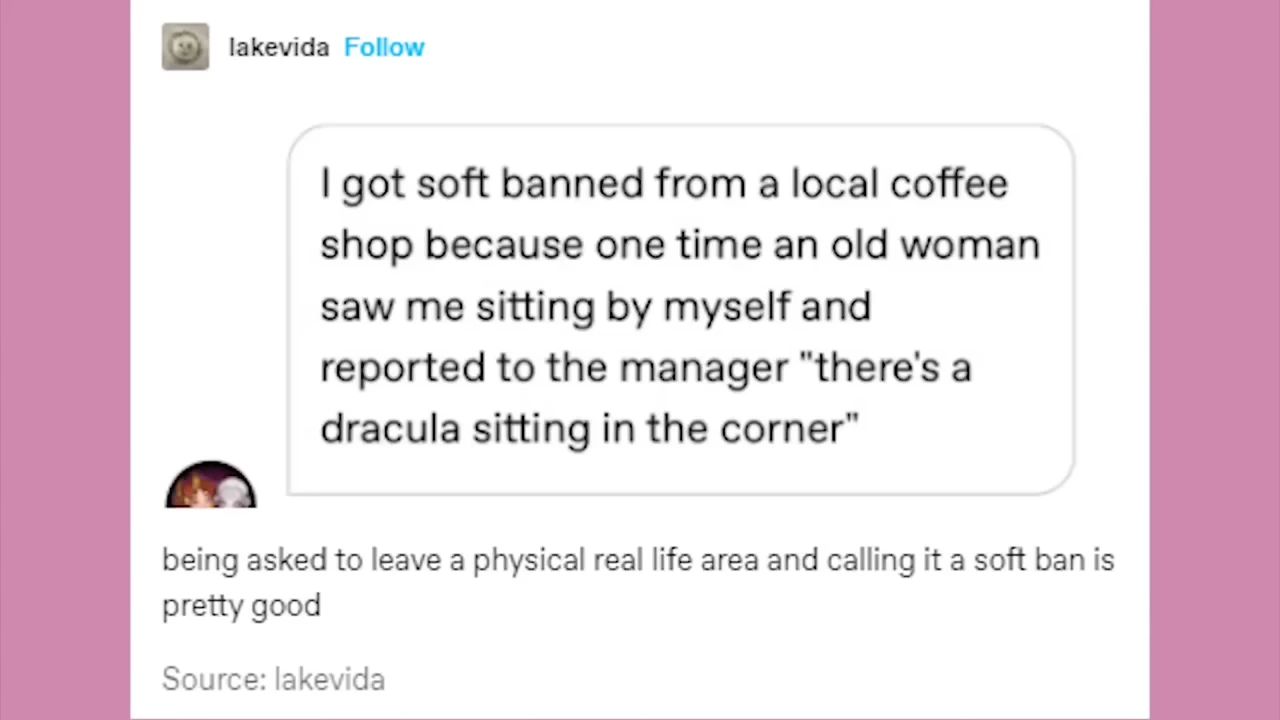 lakevida Follow
I got soft banned from a local coffee
shop because one time an old woman
saw me sitting by myself and
reported to the manager "there's a
dracula sitting in the corner"
being asked to leave a physical real life area and calling it a soft ban is
pretty good
Source: lakevida